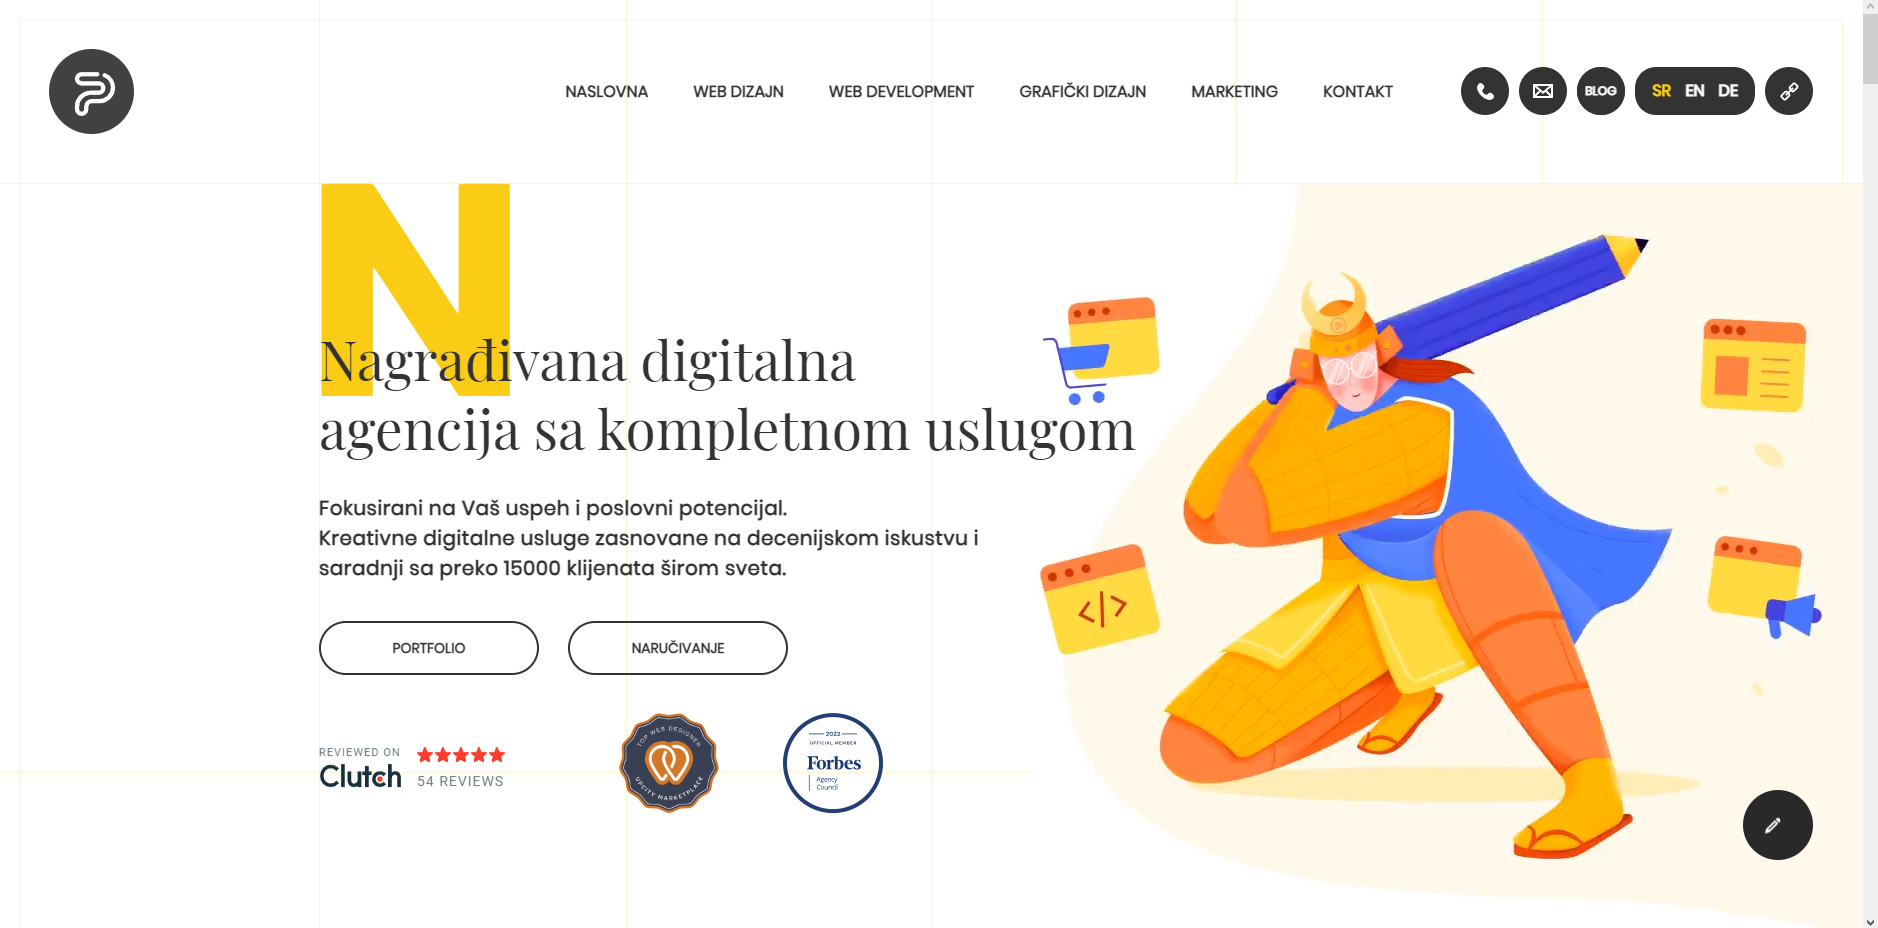 NASLOVNA WEB DIZAJN WEB DEVELOPMENT GRAFIČKI DIZAJN MARKETING KONTAKT BLOG SR EN DE
N
Nagrađivana digitalna
agencija sa kompletnom uslugom
Fokusirani na Vaš uspeh i poslovni potencijal.
Kreativne digitalne usluge zasnovane na decenijskom iskustvu i
saradnji sa preko 15000 klijenata širom sveta.
PORTFOLIO NARUČIVANJE
REVIEWED ON
Clutch
54 REVIEWS
TOP WEB DESIGNER
UPCITY MARKETPLACE
2022
OFFICIAL MEMBER
Forbes
Agency
Council